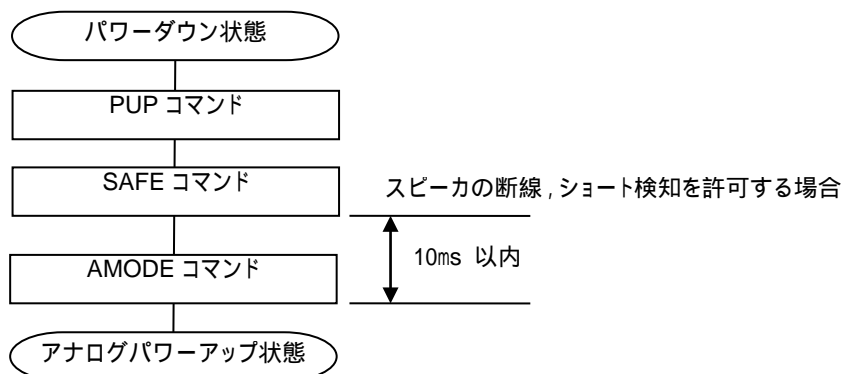 パワーダウン状態
PUP コマンド
SAFE コマンド
スピーカの断線,ショート検知を許可する場合
10ms 以内
AMODE コマンド
アナログパワーアップ状態